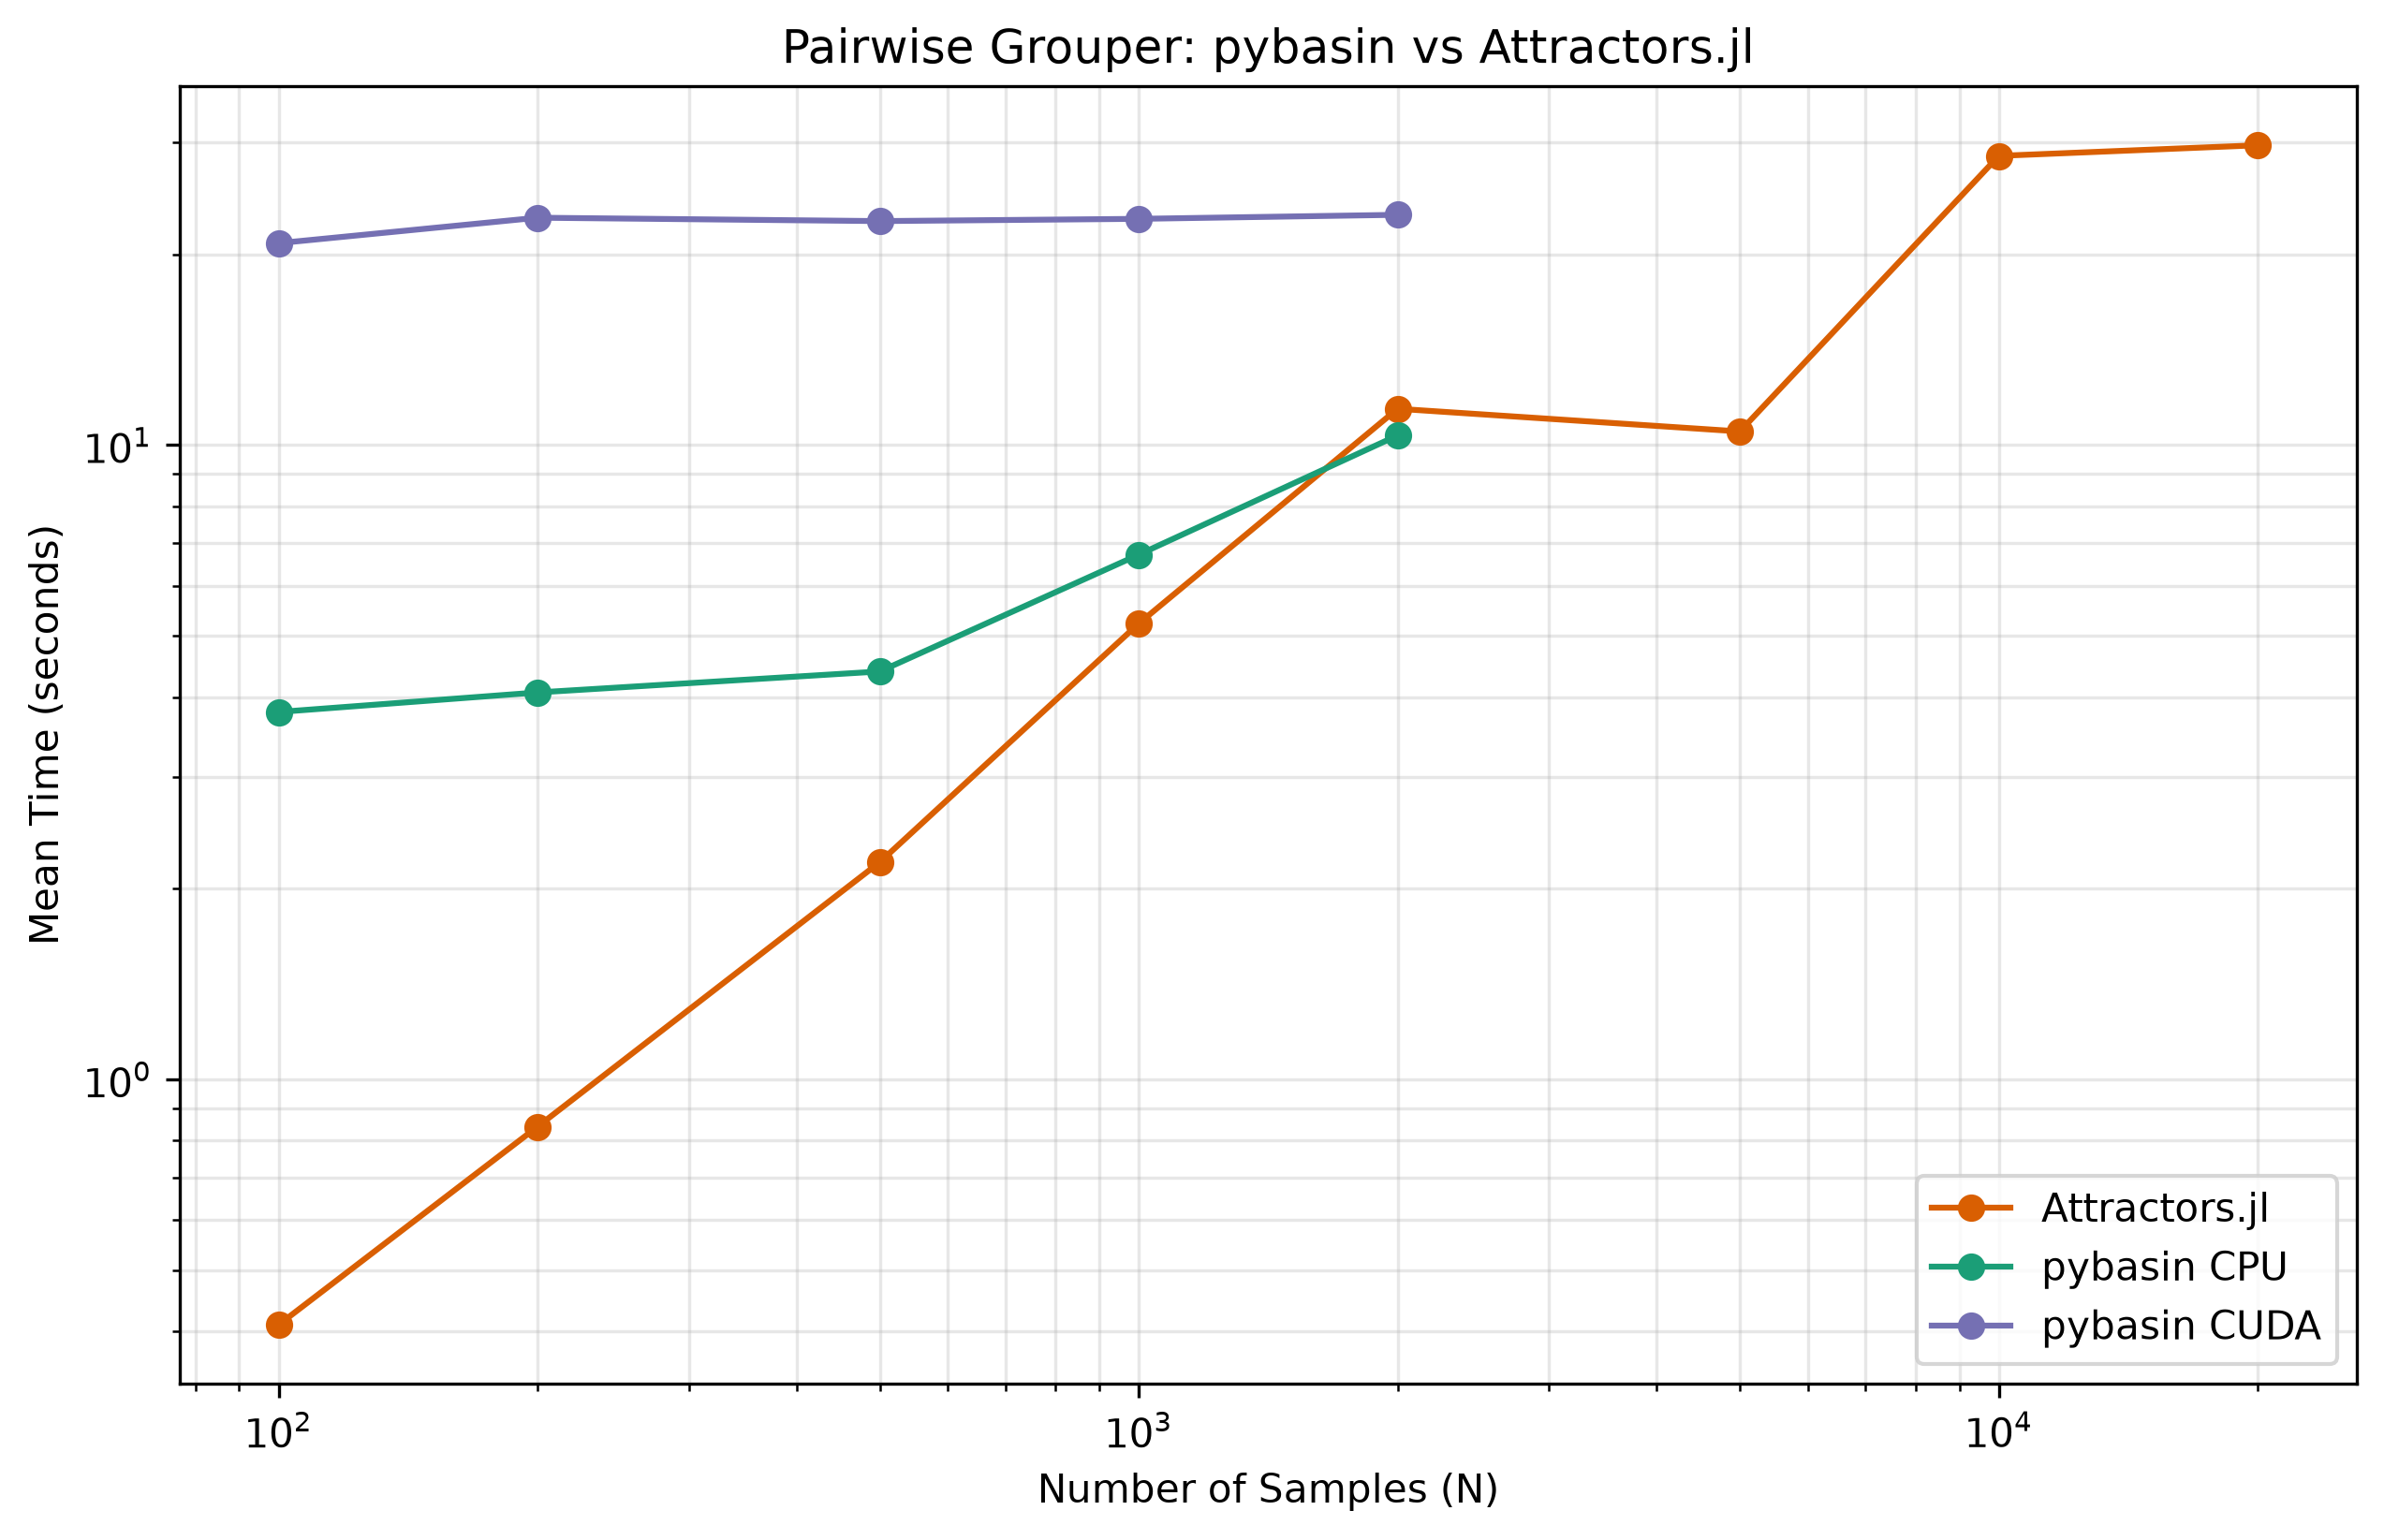 Pairwise Grouper: pybasin vs Attractors.jl
Mean Time (seconds)
10¹
10⁰
10²
10³
10⁴
Number of Samples (N)
Attractors.jl
pybasin CPU
pybasin CUDA